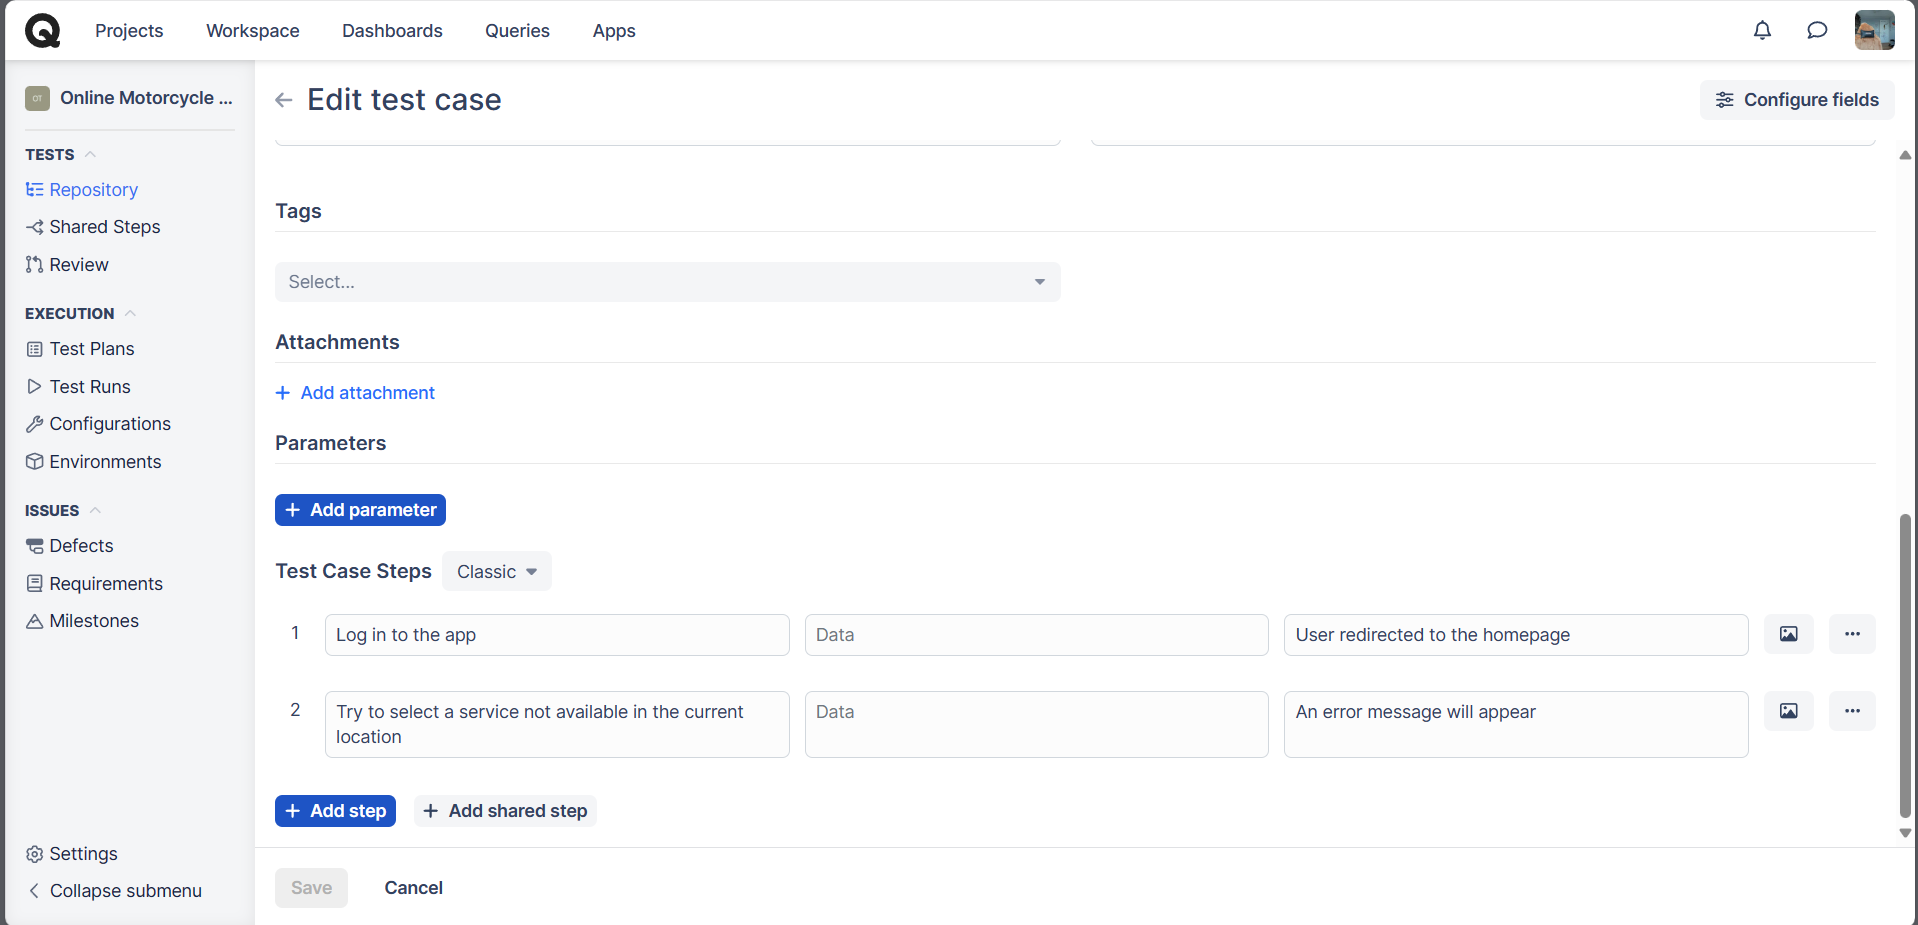 Projects
Workspace
Dashboards
Queries
Apps
OT
Online Motorcycle ...
TESTS
Repository
Shared Steps
Review
EXECUTION
Test Plans
Test Runs
Configurations
Environments
ISSUES
Defects
Requirements
Milestones
Settings
Collapse submenu
Edit test case
Configure fields
Tags
Select...
Attachments
+ Add attachment
Parameters
+ Add parameter
Test Case Steps
Classic
1
Log in to the app
Data
User redirected to the homepage
2
Try to select a service not available in the current
location
Data
An error message will appear
+ Add step
+ Add shared step
Save
Cancel